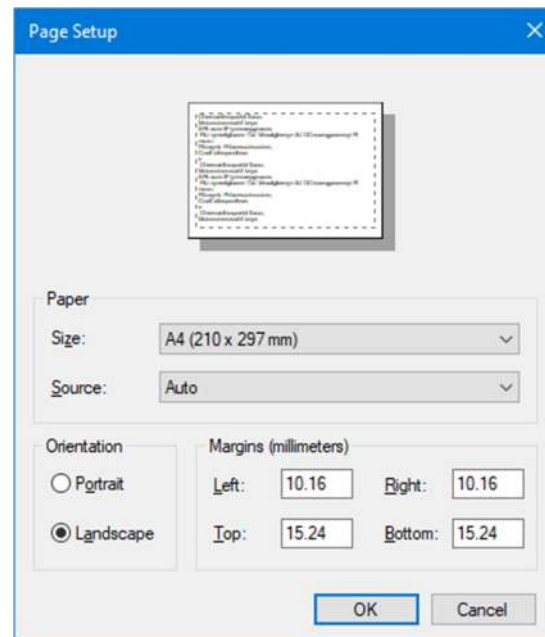 Page Setup
Paper
Size: A4 (210 x 297 mm)
Source: Auto
Orientation
Portrait
Landscape
Margins (millimeters)
Left: 10.16 Right: 10.16
Top: 15.24 Bottom: 15.24
OK Cancel